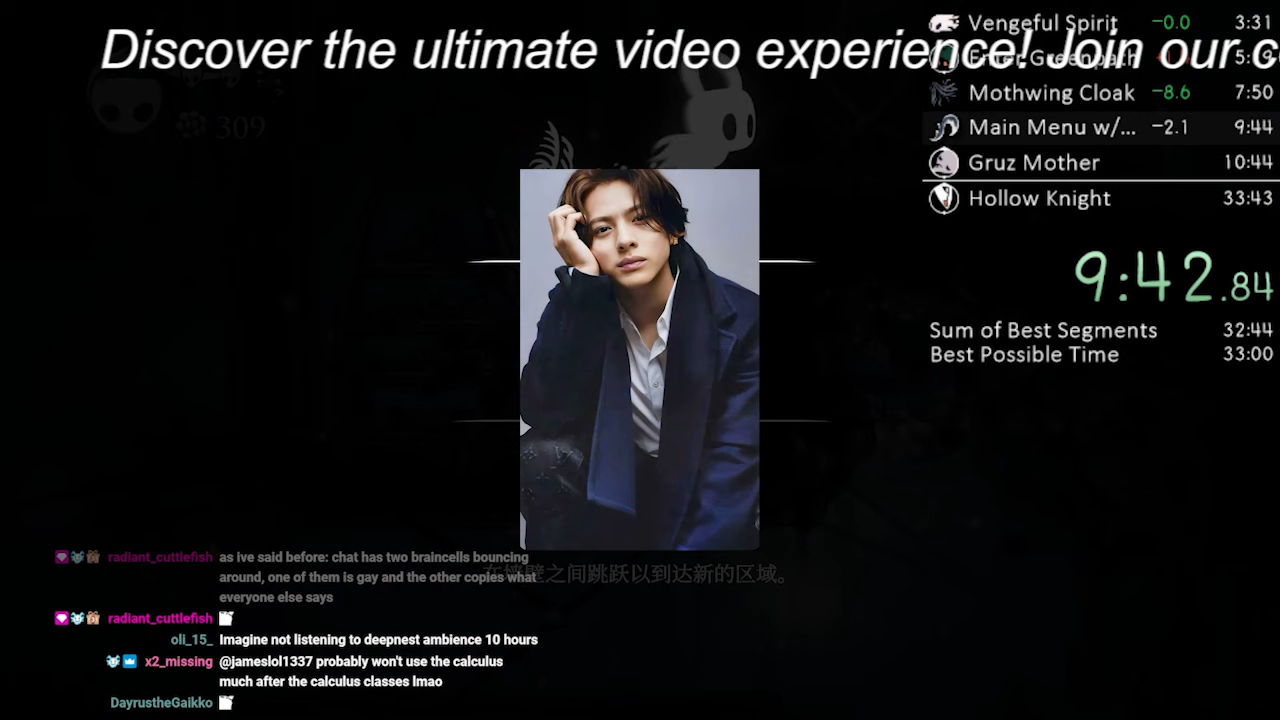 Discover the ultimate video experience! Join our c
309
Vengeful Spirit −0.0 3:31
Enter Greenpath
Mothwing Cloak −8.6 7:50
Main Menu w/... −2.1 9:44
Gruz Mother 10:44
Hollow Knight 33:43
9:42.84
Sum of Best Segments 32:44
Best Possible Time 33:00
墙壁之间跳跃以到达新的区域。
radiant_cuttlefish as ive said before: chat has two braincells bouncing
around, one of them is gay and the other copies what
everyone else says
radiant_cuttlefish
oli_15_ Imagine not listening to deepnest ambience 10 hours
x2_missing @jameslol1337 probably won't use the calculus
much after the calculus classes lmao
DayrustheGaikko